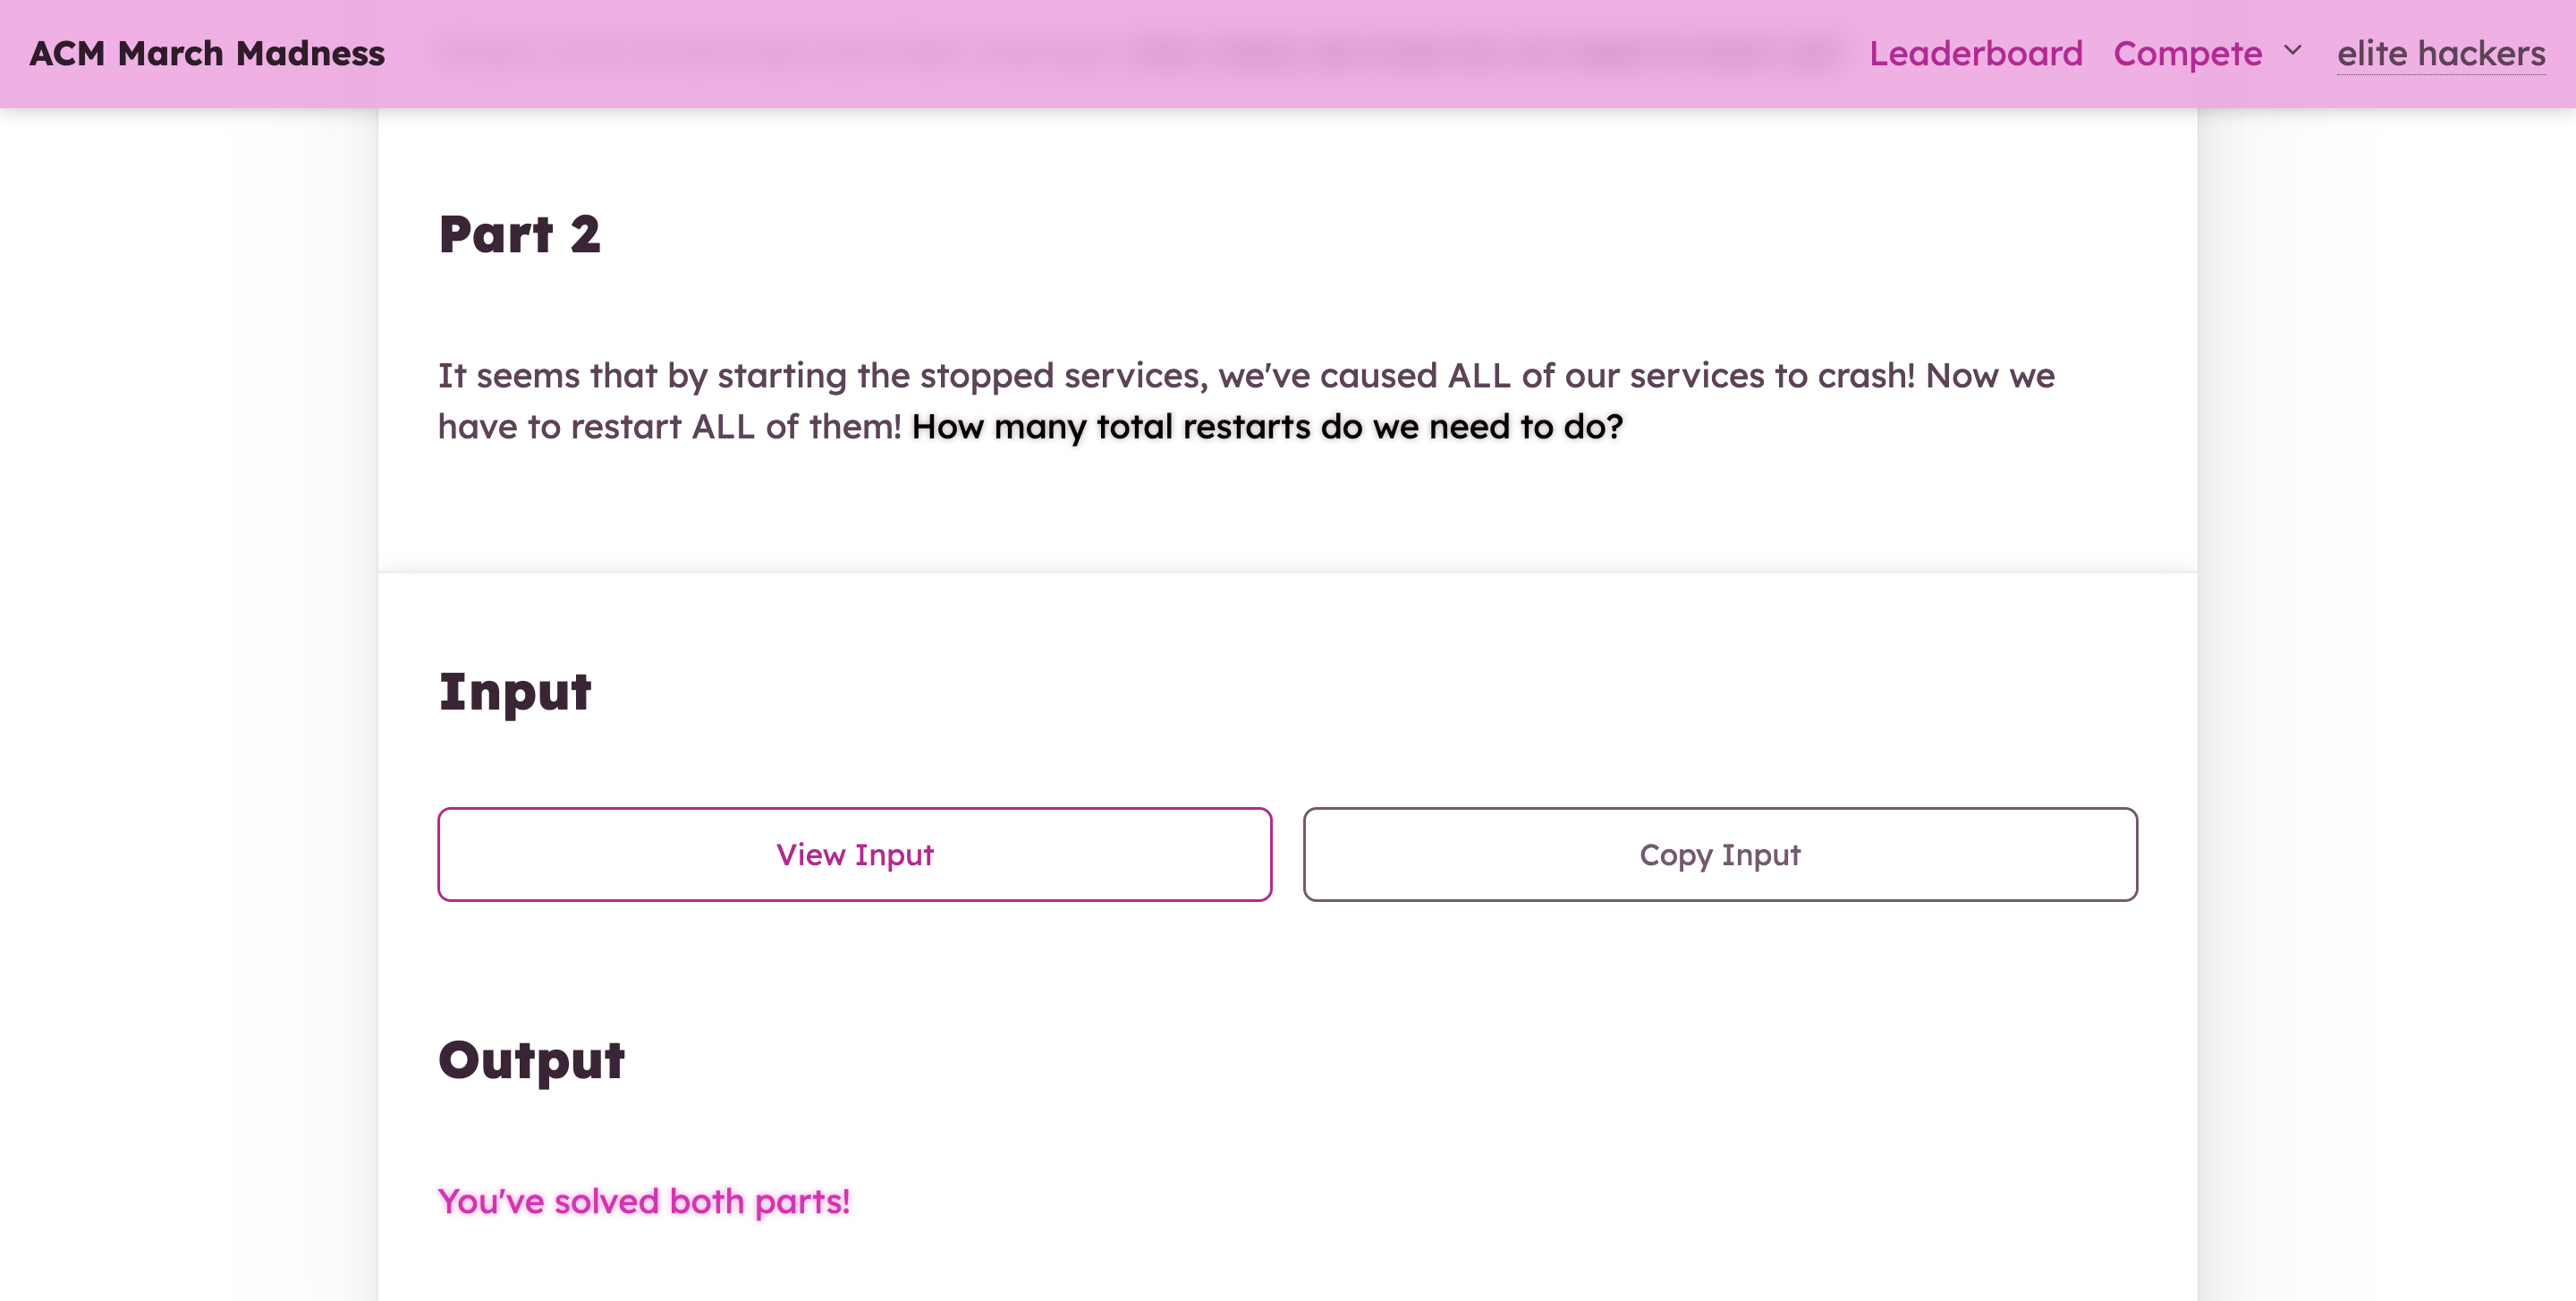 ACM March Madness
Leaderboard Compete elite hackers
Part 2
It seems that by starting the stopped services, we've caused ALL of our services to crash! Now we
have to restart ALL of them! How many total restarts do we need to do?
Input
View Input Copy Input
Output
You've solved both parts!